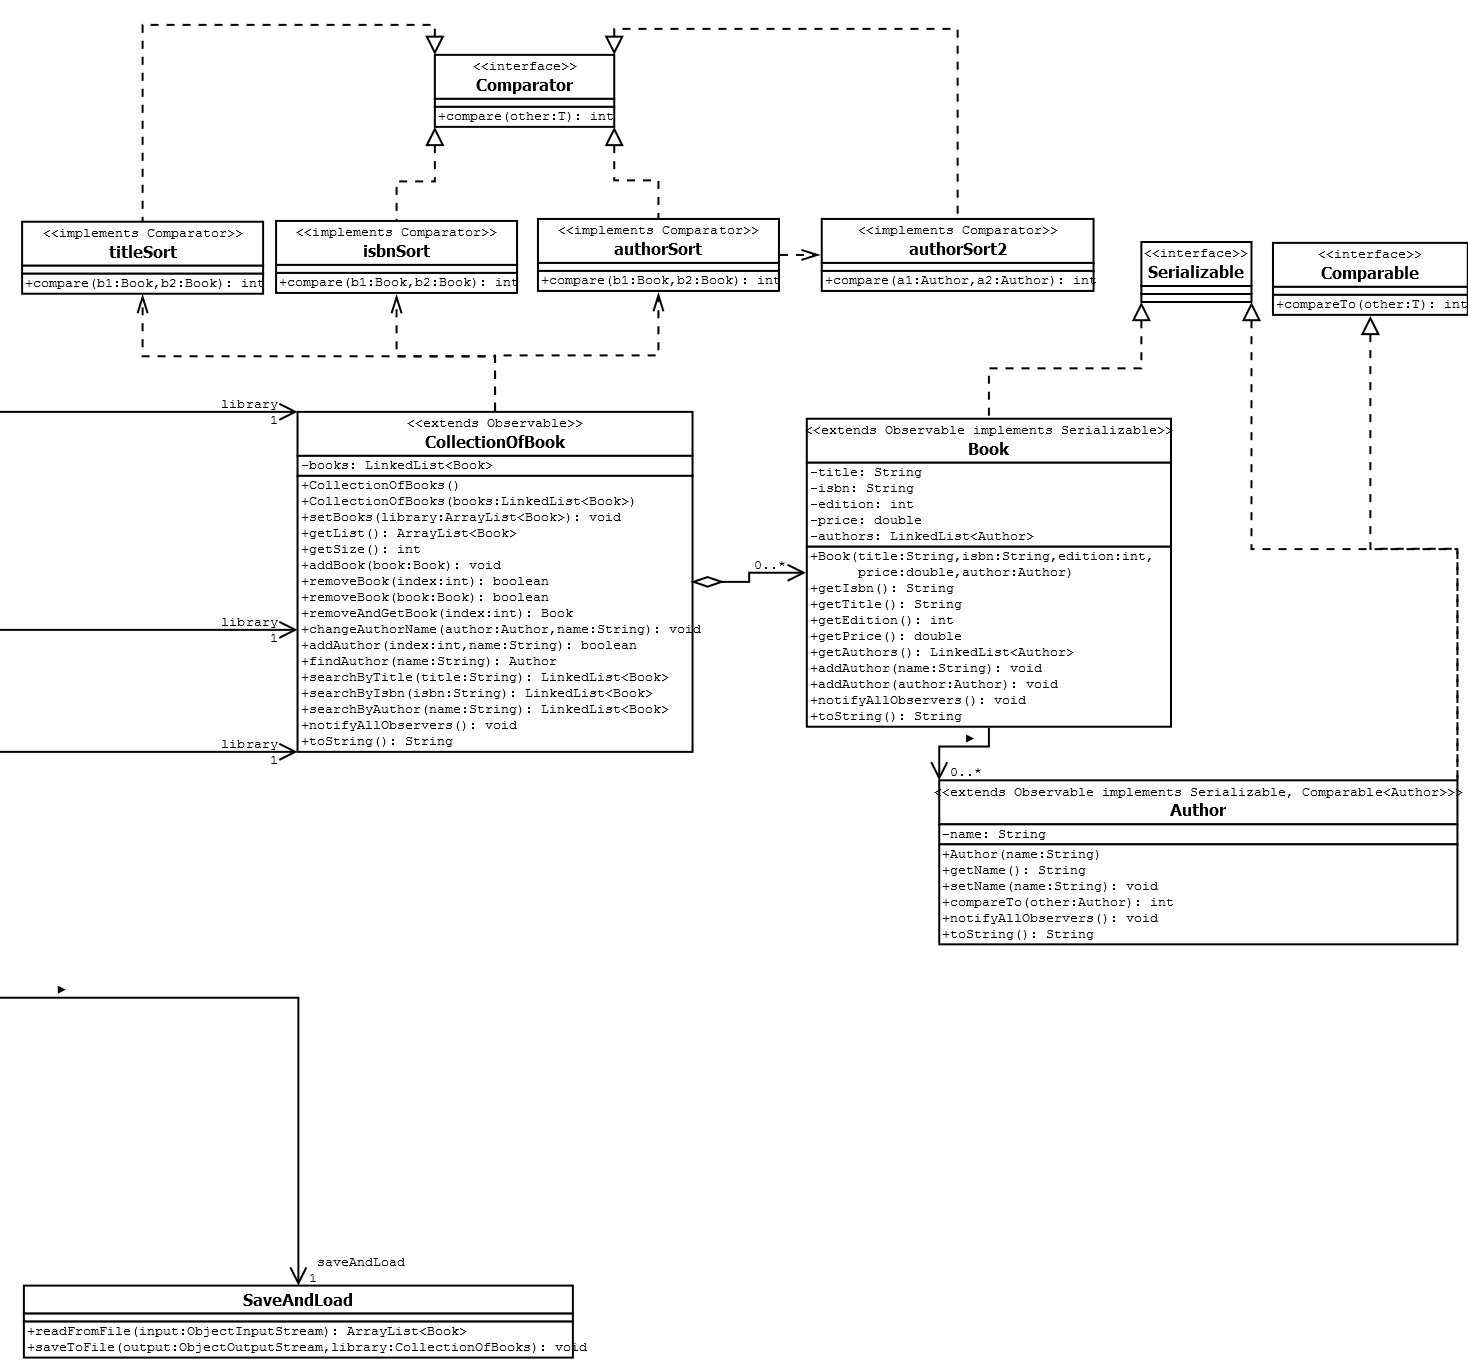 <<interface>>
Comparator
+compare(other:T): int
<<implements Comparator>>
titleSort
+compare(b1:Book,b2:Book): int
<<implements Comparator>>
isbnSort
+compare(b1:Book,b2:Book): int
<<implements Comparator>>
authorSort
+compare(b1:Book,b2:Book): int
<<implements Comparator>>
authorSort2
+compare(a1:Author,a2:Author): int
<<interface>>
Serializable
<<interface>>
Comparable
+compareTo(other:T): int
library
1
library
1
library
1
<<extends Observable>>
CollectionOfBook
-books: LinkedList<Book>
+CollectionOfBooks()
+CollectionOfBooks(books:LinkedList<Book>)
+setBooks(library:ArrayList<Book>): void
+getList(): ArrayList<Book>
+getSize(): int
+addBook(book:Book): void
+removeBook(index:int): boolean
+removeBook(book:Book): boolean
+removeAndGetBook(index:int): Book
+changeAuthorName(author:Author,name:String): void
+addAuthor(index:int,name:String): boolean
+findAuthor(name:String): Author
+searchByTitle(title:String): LinkedList<Book>
+searchByIsbn(isbn:String): LinkedList<Book>
+searchByAuthor(name:String): LinkedList<Book>
+notifyAllObservers(): void
+toString(): String
0..*
<<extends Observable implements Serializable>>
Book
-title: String
-isbn: String
-edition: int
-price: double
-authors: LinkedList<Author>
+Book(title:String,isbn:String,edition:int,
price:double,author:Author)
+getIsbn(): String
+getTitle(): String
+getEdition(): int
+getPrice(): double
+getAuthors(): LinkedList<Author>
+addAuthor(name:String): void
+addAuthor(author:Author): void
+notifyAllObservers(): void
+toString(): String
0..*
<<extends Observable implements Serializable, Comparable<Author>>>
Author
-name: String
+Author(name:String)
+getName(): String
+setName(name:String): void
+compareTo(other:Author): int
+notifyAllObservers(): void
+toString(): String
saveAndLoad
1
SaveAndLoad
+readFromFile(input:ObjectInputStream): ArrayList<Book>
+saveToFile(output:ObjectOutputStream,library:CollectionOfBooks): void